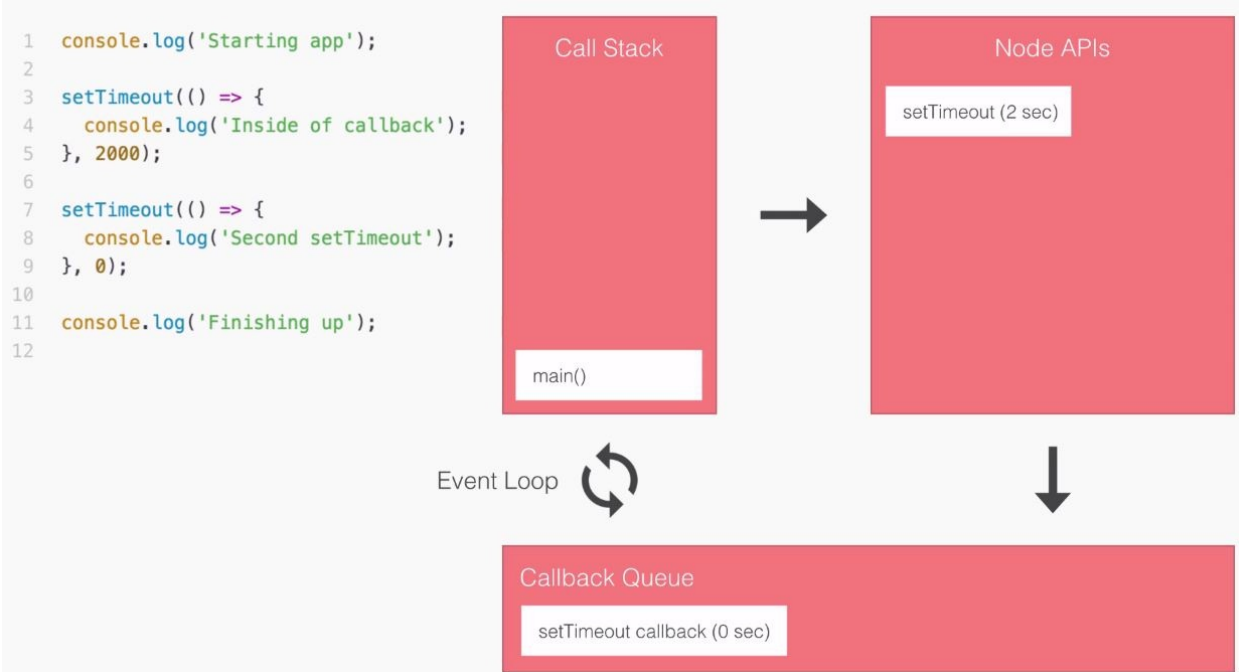 1 console.log('Starting app');
2
3 setTimeout(() => {
4   console.log('Inside of callback');
5 }, 2000);
6
7 setTimeout(() => {
8   console.log('Second setTimeout');
9 }, 0);
10
11 console.log('Finishing up');
12
Call Stack
main()
Node APIs
setTimeout (2 sec)
Event Loop
Callback Queue
setTimeout callback (0 sec)